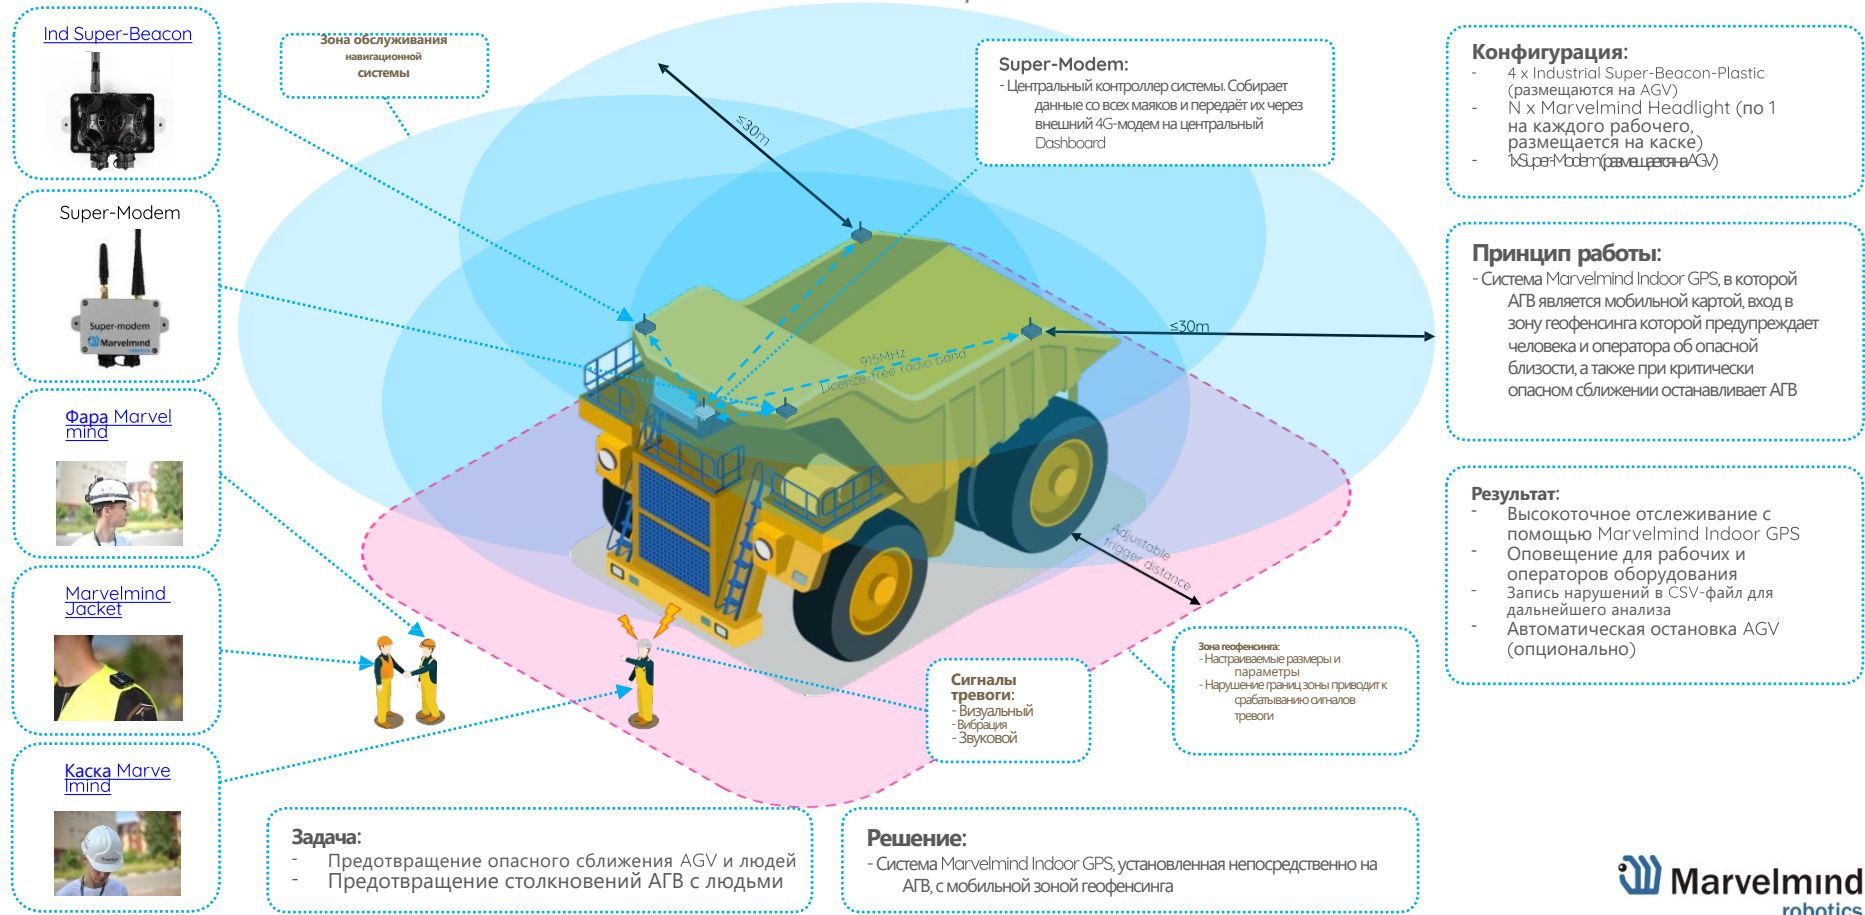 Ind Super-Beacon
Super-Modem
Super-modem
Marvelmind
robotics
Фара Marvel
mind
Marvelmind
Jacket
Каска Marve
lmind
Зона обслуживания
навигационной
системы
Super-Modem:
- Центральный контроллер системы. Собирает
данные со всех маяков и передаёт их через
внешний 4G-модем на центральный
Dashboard
≤30m
≤30m
915MHz
Licence-free radio band
Adjustable
triager distance
Сигналы
тревоги:
- Визуальный
- Вибрация
- Звуковой
Зона геофенсинга:
- Настраиваемые размеры и
параметры
- Нарушение границ зоны приводит к
срабатыванию сигналов
тревоги
Задача:
- Предотвращение опасного сближения AGV и людей
- Предотвращение столкновений АГВ с людьми
Решение:
- Система Marvelmind Indoor GPS, установленная непосредственно на
АГВ, с мобильной зоной геофенсинга
Конфигурация:
- 4 x Industrial Super-Beacon-Plastic
(размещаются на AGV)
- N x Marvelmind Headlight (по 1
на каждого рабочего,
размещается на каске)
- 1xSuper-Modem (размещается на AGV)
Принцип работы:
- Система Marvelmind Indoor GPS, в которой
АГВ является мобильной картой, вход в
зону геофенсинга которой предупреждает
человека и оператора об опасной
близости, а также при критически
опасном сближении останавливает АГВ
Результат:
- Высокоточное отслеживание с
помощью Marvelmind Indoor GPS
- Оповещение для рабочих и
операторов оборудования
- Запись нарушений в CSV-файл для
дальнейшего анализа
- Автоматическая остановка AGV
(опционально)
Marvelmind
robotics